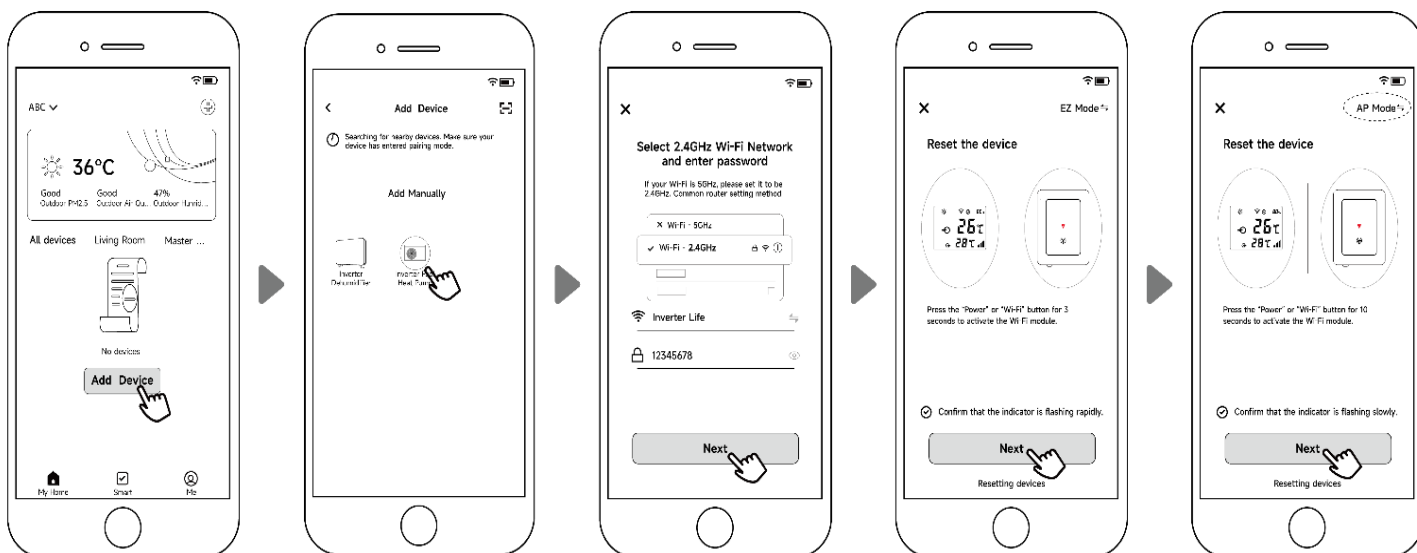 ABC
36°C
Good Good 47%
Outdoor PM2.5 Outdoor Air Qu... Outdoor Humid...
All devices Living Room Master ...
No devices
Add Device
My Home Smart Me
Add Device
Searching for nearby devices. Make sure your
device has entered pairing mode.
Add Manually
Inverter
Dehumidifier
Inverter
Heat Pump
Select 2.4GHz Wi-Fi Network
and enter password
If your Wi-Fi is 5GHz, please set it to be
2.4GHz. Common router setting method
Wi-Fi - 5GHz
Wi-Fi - 2.4GHz
Inverter Life
12345678
Next
EZ Mode
Reset the device
26℃
28℃
Press the "Power" or "Wi-Fi" button for 3
seconds to activate the Wi-Fi module.
Confirm that the indicator is flashing rapidly.
Next
Resetting devices
AP Mode
Reset the device
26℃
28℃
Press the "Power" or "Wi-Fi" button for 10
seconds to activate the Wi-Fi module.
Confirm that the indicator is flashing slowly.
Next
Resetting devices